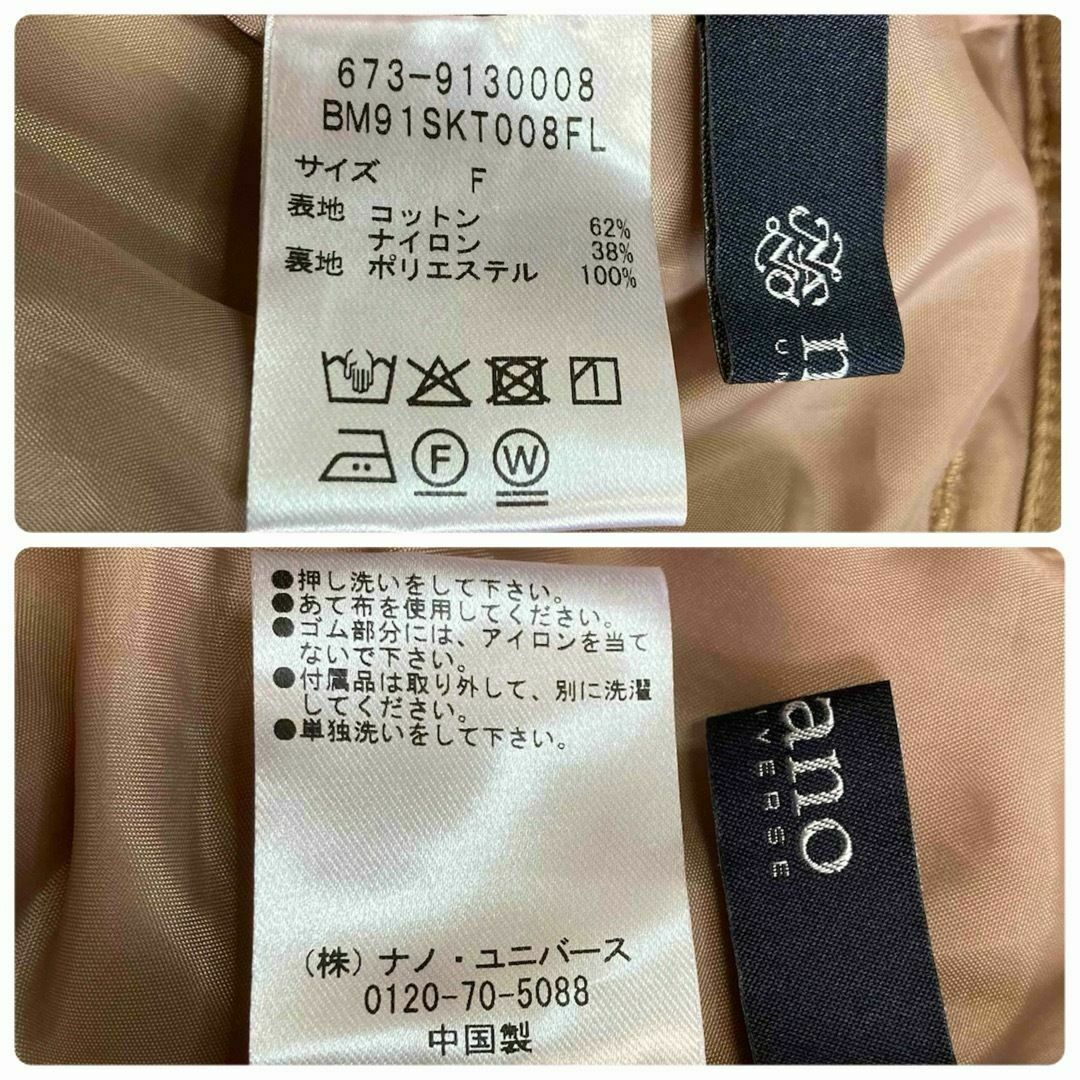 673-9130008
BM91SKT008FL
サイズ F
表地 コットン 62%
ナイロン 38%
裏地 ポリエステル 100%
F
W
n
UN
●押し洗いをして下さい。
●あて布を使用してください。
●ゴム部分には、アイロンを当て
ないで下さい。
●付属品は取り外して、別に洗濯
してください。
●単独洗いをして下さい。
(株)ナノ・ユニバース
0120-70-5088
中国製
ano
VERSE